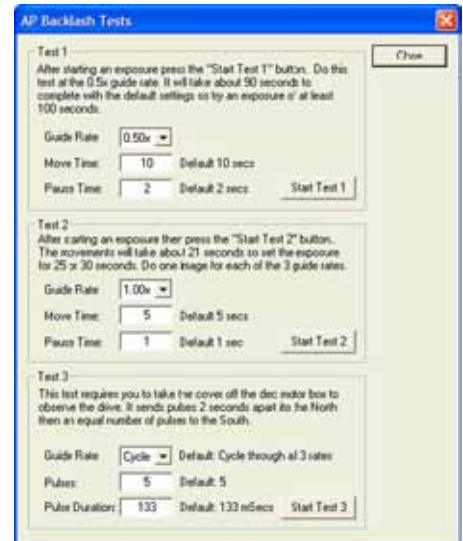 AP Backlash Tests
Close
Test 1
After starting an exposure press the "Start Test 1" button. Do this
test at the 0.5x guide rate. It will take about 90 seconds to
complete with the default settings so try an exposure of at least
100 seconds.
Guide Rate 0.50x
Move Time: 10 Default 10 secs
Pause Time: 2 Default 2 secs Start Test 1
Test 2
After starting an exposure then press the "Start Test 2" button.
The movements will take about 21 seconds so set the exposure
for 25 or 30 seconds. Do one image for each of the 3 guide rates.
Guide Rate 1.00x
Move Time: 5 Default 5 secs
Pause Time: 1 Default 1 sec Start Test 2
Test 3
This test requires you to take the cover off the dec motor box to
observe the drive. It sends pulses 2 seconds apart to the North
then an equal number of pulses to the South.
Guide Rate Cycle Default: Cycle through all 3 rates
Pulses: 5 Default: 5
Pulse Duration: 133 Default: 133 mSecs Start Test 3